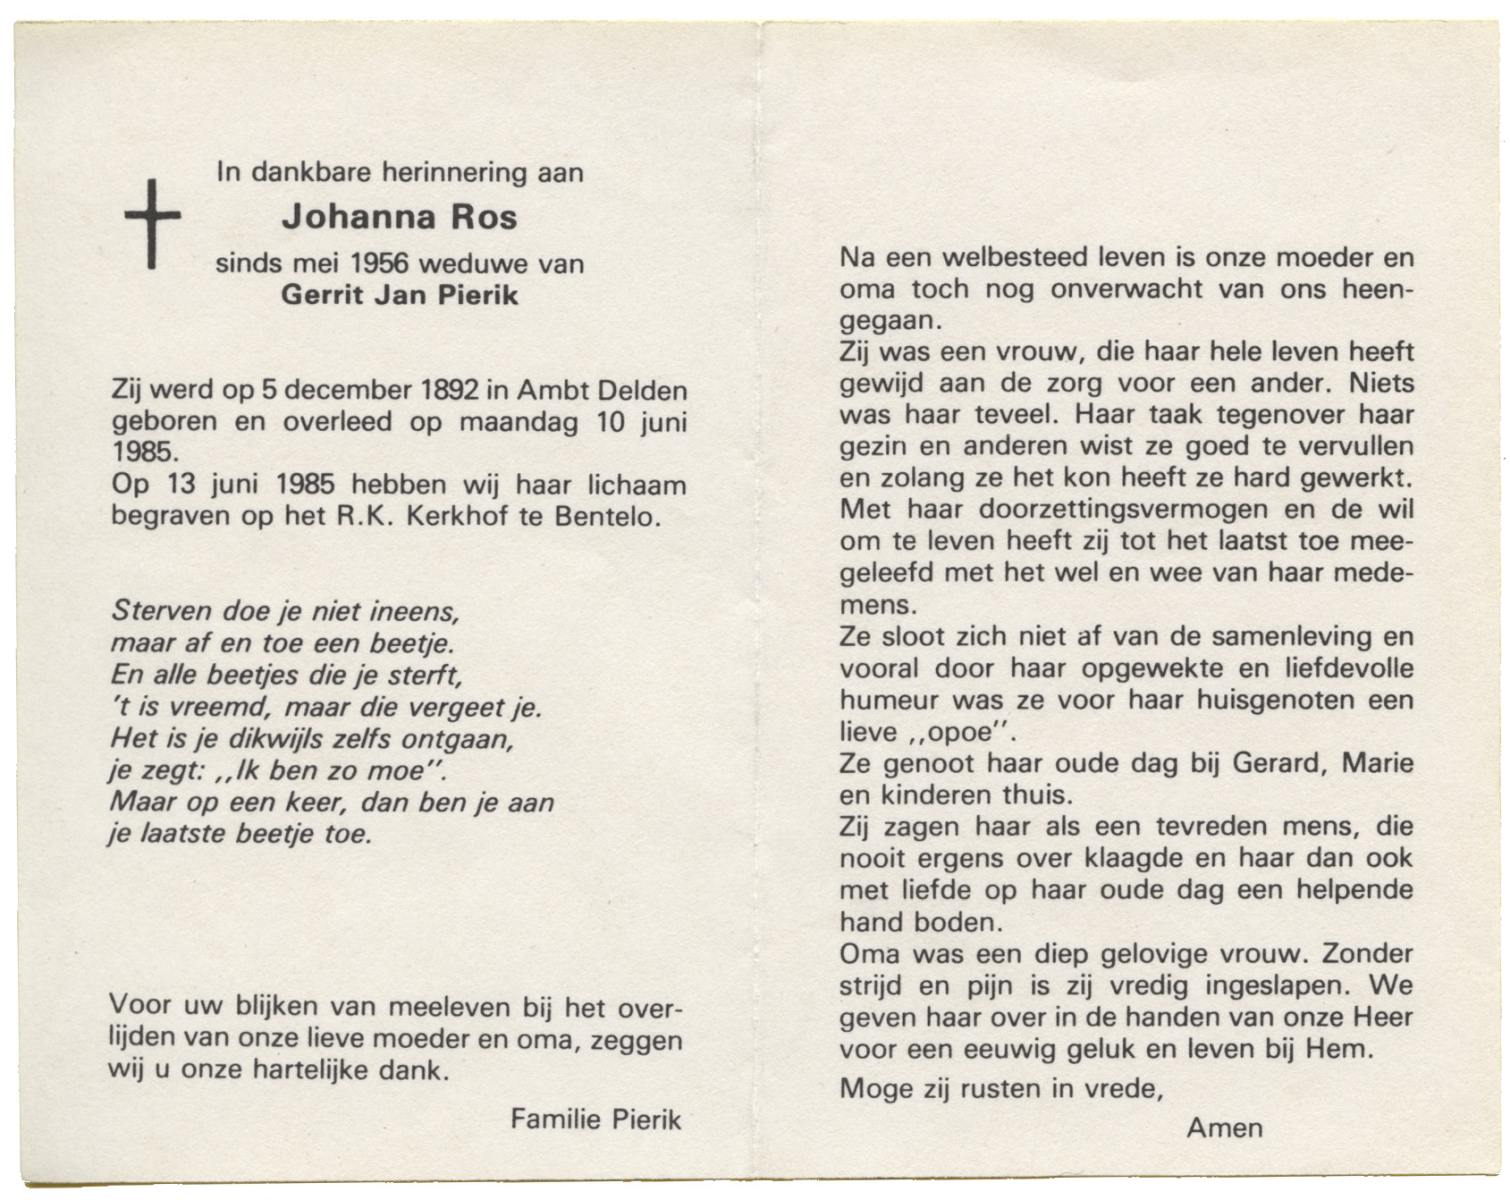 In dankbare herinnering aan
Johanna Ros
sinds mei 1956 weduwe van
Gerrit Jan Pierik
Zij werd op 5 december 1892 in Ambt Delden
geboren en overleed op maandag 10 juni
1985.
Op 13 juni 1985 hebben wij haar lichaam
begraven op het R.K. Kerkhof te Bentelo.
Sterven doe je niet ineens,
maar af en toe een beetje.
En alle beetjes die je sterft,
't is vreemd, maar die vergeet je.
Het is je dikwijls zelfs ontgaan,
je zegt: ,,Ik ben zo moe''.
Maar op een keer, dan ben je aan
je laatste beetje toe.
Voor uw blijken van meeleven bij het over-
lijden van onze lieve moeder en oma, zeggen
wij u onze hartelijke dank.
Familie Pierik
Na een welbesteed leven is onze moeder en
oma toch nog onverwacht van ons heen-
gegaan.
Zij was een vrouw, die haar hele leven heeft
gewijd aan de zorg voor een ander. Niets
was haar teveel. Haar taak tegenover haar
gezin en anderen wist ze goed te vervullen
en zolang ze het kon heeft ze hard gewerkt.
Met haar doorzettingsvermogen en de wil
om te leven heeft zij tot het laatst toe mee-
geleefd met het wel en wee van haar mede-
mens.
Ze sloot zich niet af van de samenleving en
vooral door haar opgewekte en liefdevolle
humeur was ze voor haar huisgenoten een
lieve ,,opoe''.
Ze genoot haar oude dag bij Gerard, Marie
en kinderen thuis.
Zij zagen haar als een tevreden mens, die
nooit ergens over klaagde en haar dan ook
met liefde op haar oude dag een helpende
hand boden.
Oma was een diep gelovige vrouw. Zonder
strijd en pijn is zij vredig ingeslapen. We
geven haar over in de handen van onze Heer
voor een eeuwig geluk en leven bij Hem.
Moge zij rusten in vrede,
Amen